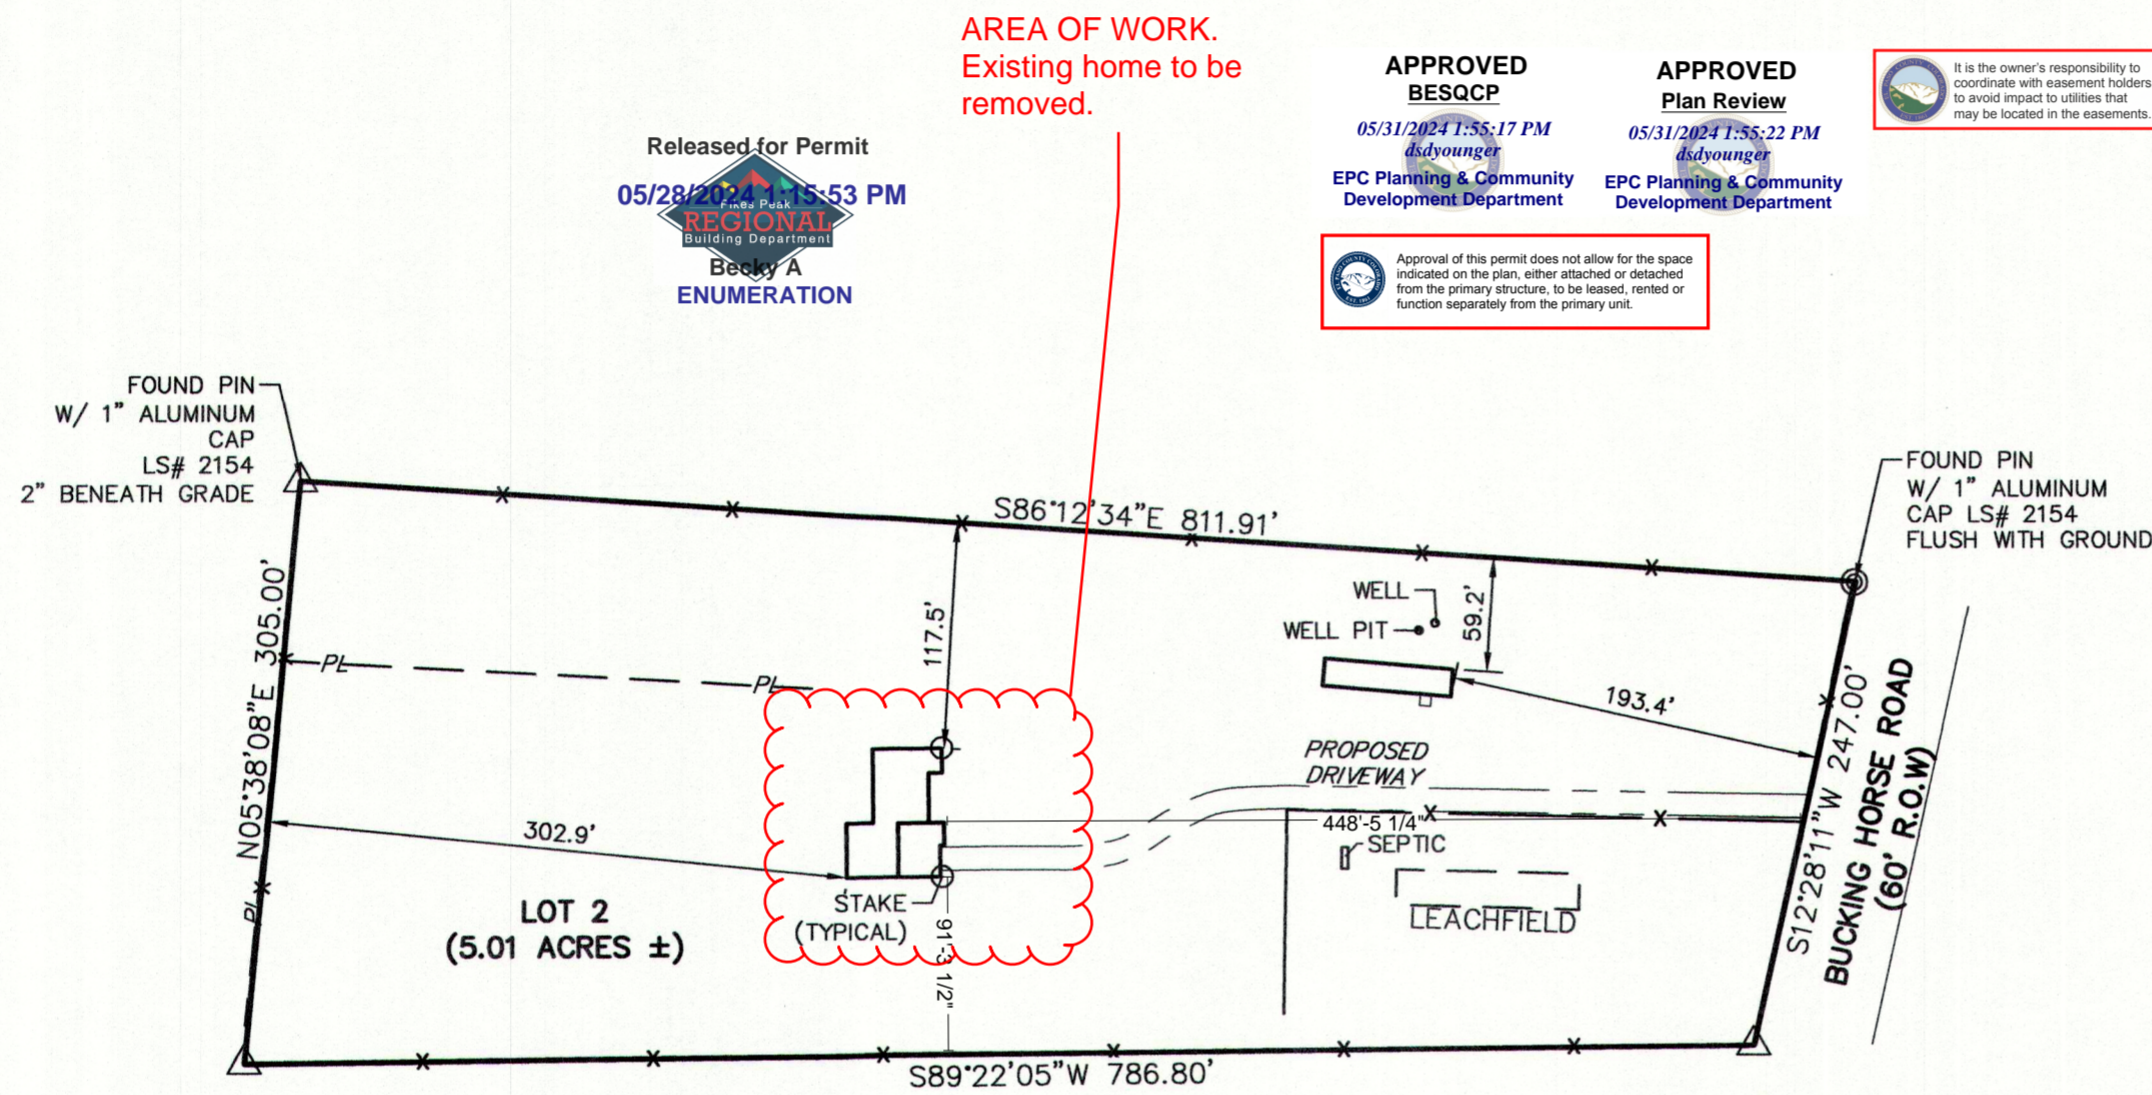 AREA OF WORK.
Existing home to be
removed.
Released for Permit
05/28/2024 1:15:53 PM
Pikes Peak
REGIONAL
Building Department
Becky A
ENUMERATION
APPROVED
BESQCP
05/31/2024 1:55:17 PM
dsdyounger
EPC Planning & Community
Development Department
APPROVED
Plan Review
05/31/2024 1:55:22 PM
dsdyounger
EPC Planning & Community
Development Department
It is the owner's responsibility to
coordinate with easement holders
to avoid impact to utilities that
may be located in the easements.
Approval of this permit does not allow for the space
indicated on the plan, either attached or detached
from the primary structure, to be leased, rented or
function separately from the primary unit.
FOUND PIN
W/ 1" ALUMINUM
CAP
LS# 2154
2" BENEATH GRADE
FOUND PIN
W/ 1" ALUMINUM
CAP LS# 2154
FLUSH WITH GROUND
S86°12'34"E 811.91'
N05°38'08"E 305.00'
PL
PL
117.5'
WELL
WELL PIT
59.2'
193.4'
PROPOSED
DRIVEWAY
448'-5 1/4"
SEPTIC
LEACHFIELD
302.9'
STAKE
(TYPICAL)
91'-3 1/2"
LOT 2
(5.01 ACRES ±)
PL
S12°28'11"W 247.00'
BUCKING HORSE ROAD
(60' R.O.W)
S89°22'05"W 786.80'